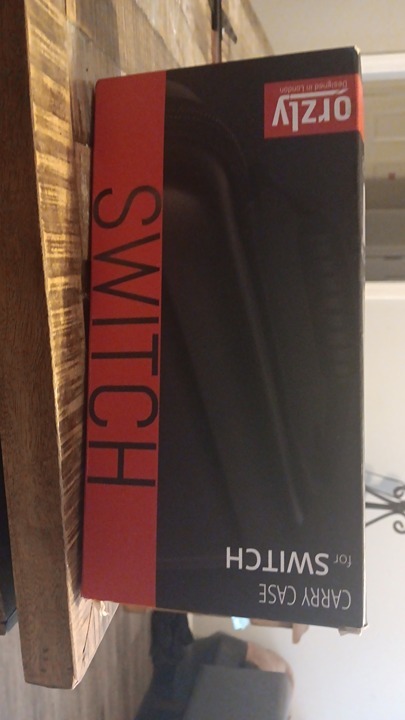 CARRY CASE
for SWITCH
SWITCH
orzly
Designed in London